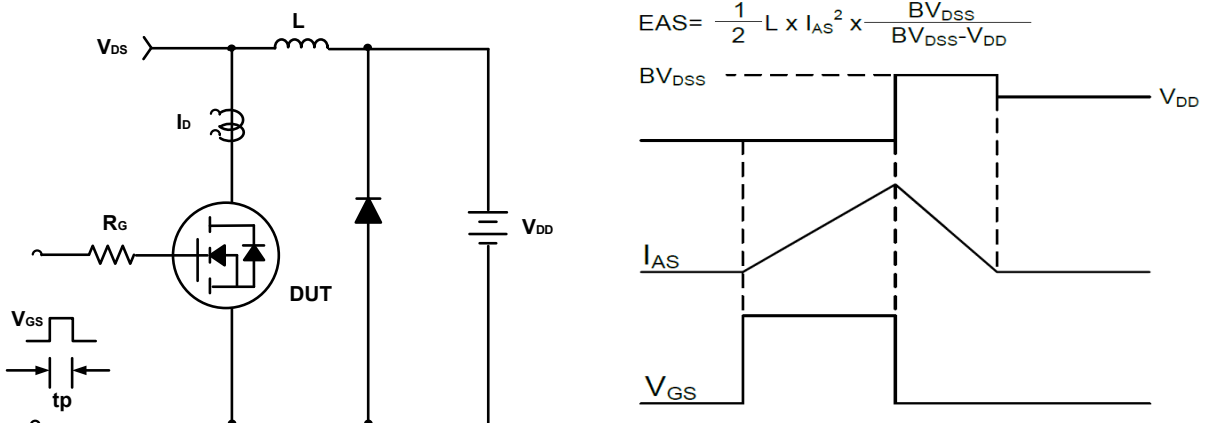 L
VDS
ID
RG
VDD
DUT
VGS
tp
EAS= 1/2 L x IAS² x BVDSS/BVDSS-VDD
BVDSS
VDD
IAS
VGS